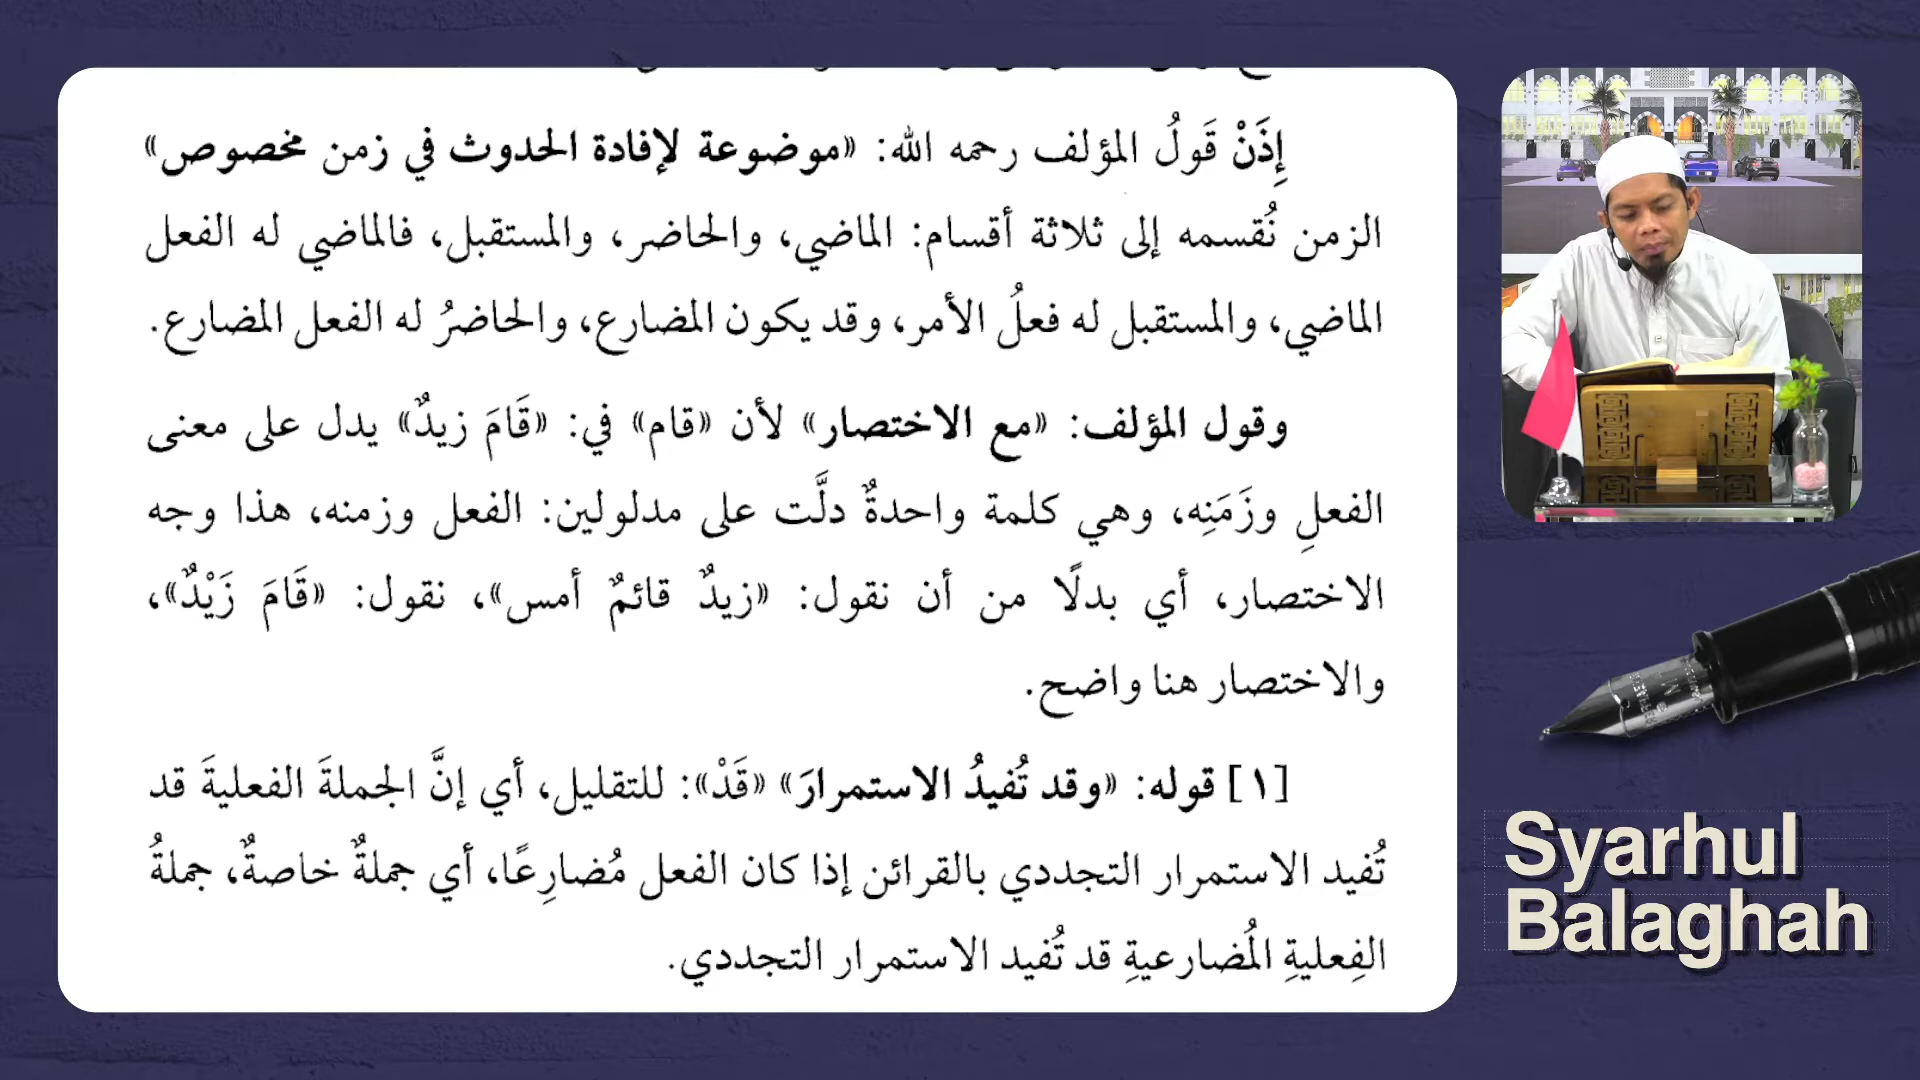 إِذَنْ قَولُ المؤلف رحمه الله: «موضوعة لإفادة الحدوث في زمن مخصوص»
الزمن نُقسمه إلى ثلاثة أقسام: الماضي، والحاضر، والمستقبل، فالماضي له الفعل
الماضي، والمستقبل له فعلُ الأمر، وقد يكون المضارع، والحاضرُ له الفعل المضارع.
وقول المؤلف: «مع الاختصار» لأن «قام» في: «قَامَ زيدٌ» يدل على معنى
الفعلِ وزَمَنِه، وهي كلمة واحدةٌ دلَّت على مدلولين: الفعل وزمنه، هذا وجه
الاختصار، أي بدلًا من أن نقول: «زيدٌ قائمٌ أمس»، نقول: «قَامَ زَيْدٌ»،
والاختصار هنا واضح.
[١] قوله: «وقد تُفيدُ الاستمرارَ» «قَدْ»: للتقليل، أي إنَّ الجملةَ الفعليةَ قد
تُفيد الاستمرار التجددي بالقرائن إذا كان الفعل مُضارِعًا، أي جملةٌ خاصةٌ، جملةُ
الفِعليةِ المُضارعيةِ قد تُفيد الاستمرار التجددي.
Syarhul
Balaghah